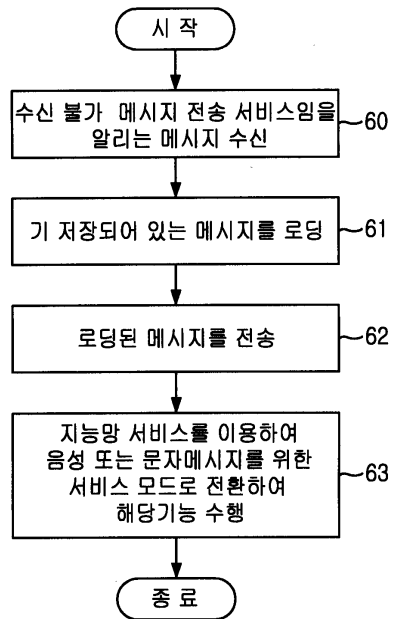 시 작
수신 불가 메시지 전송 서비스임을
알리는 메시지 수신
60
기 저장되어 있는 메시지를 로딩
61
로딩된 메시지를 전송
62
지능망 서비스를 이용하여
음성 또는 문자메시지를 위한
서비스 모드로 전환하여
해당기능 수행
63
종 료